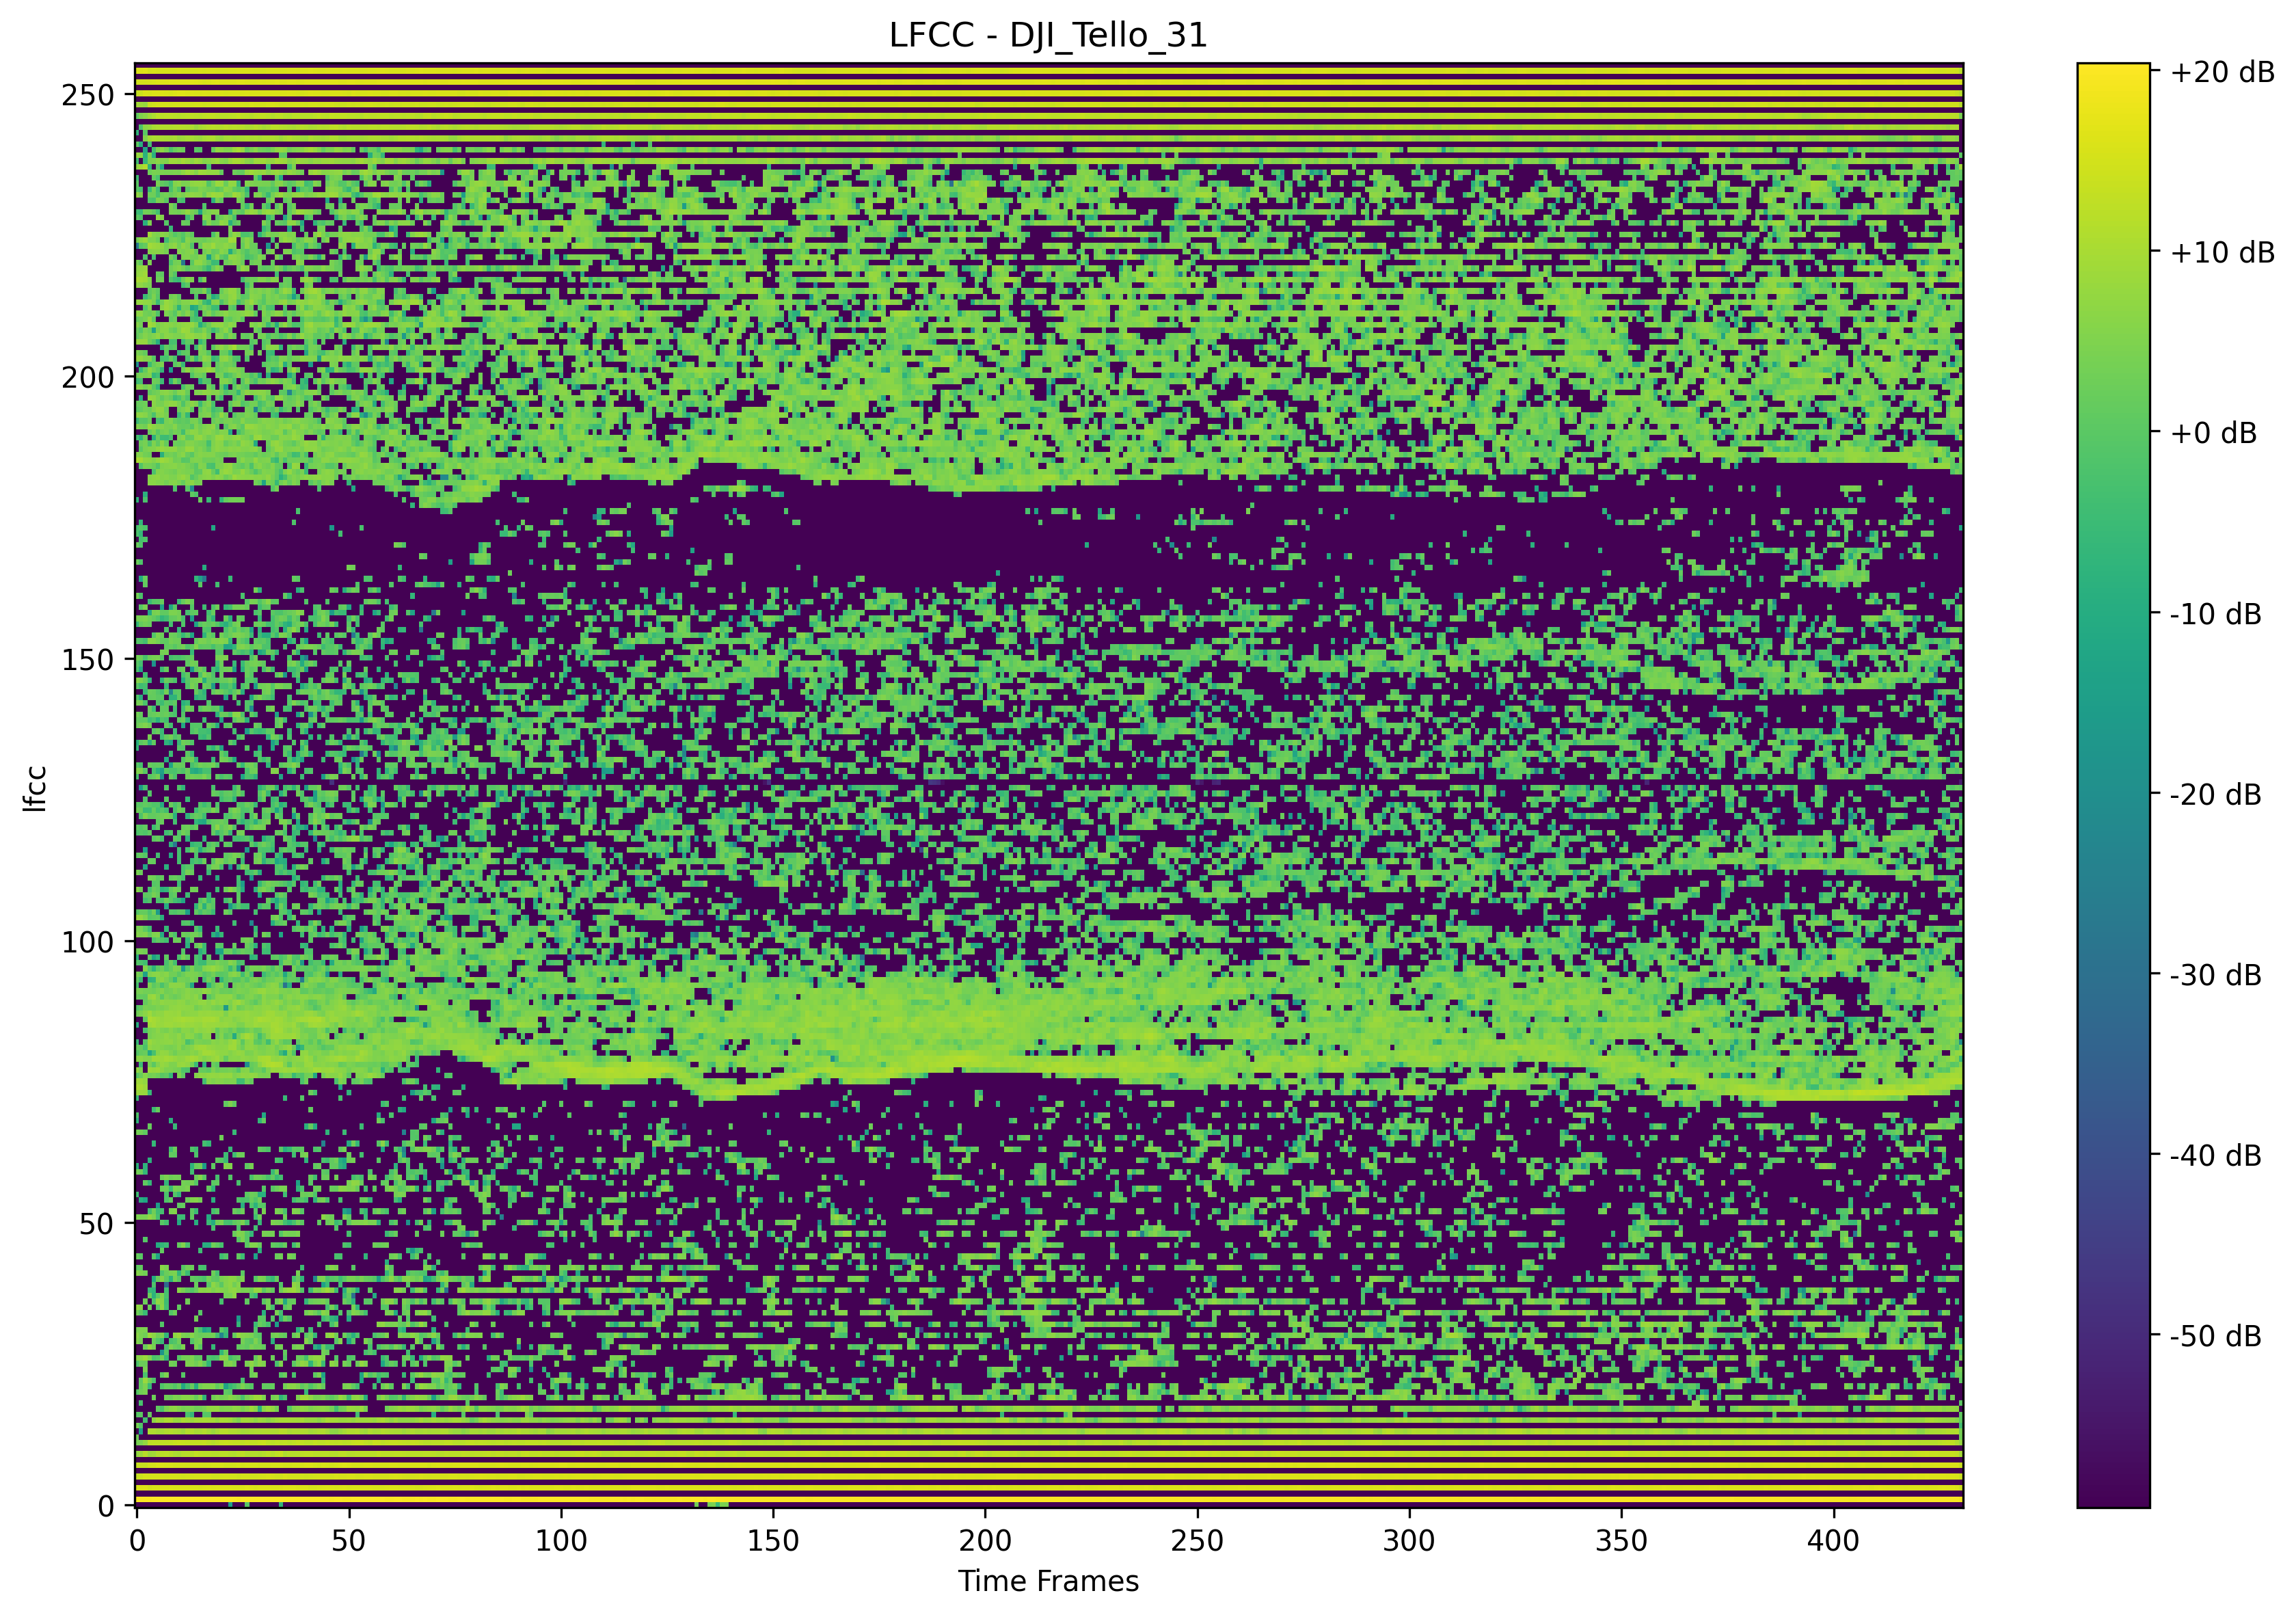 LFCC - DJI_Tello_31
250
200
150
100
50
0
lfcc
0 50 100 150 200 250 300 350 400
Time Frames
+20 dB
+10 dB
+0 dB
-10 dB
-20 dB
-30 dB
-40 dB
-50 dB